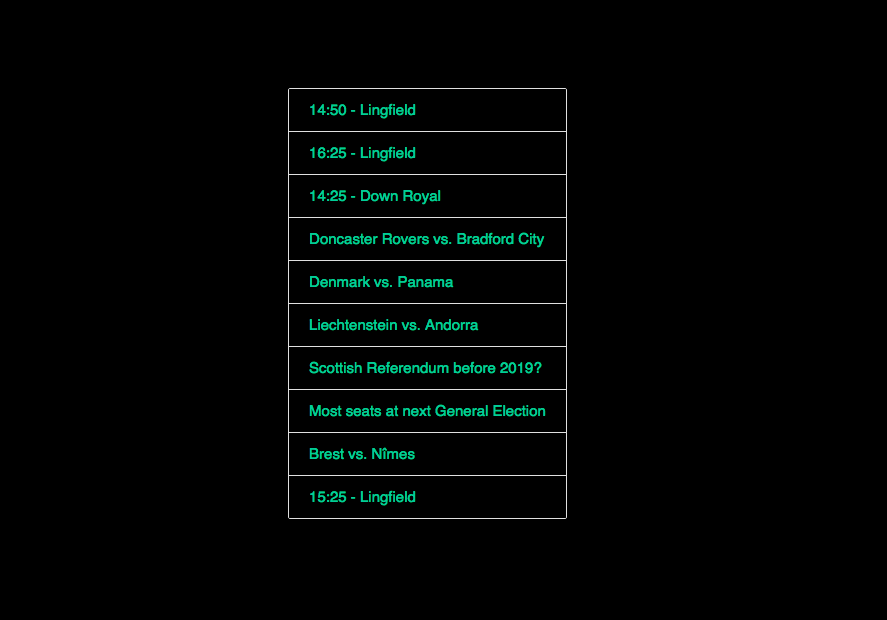 14:50 - Lingfield
16:25 - Lingfield
14:25 - Down Royal
Doncaster Rovers vs. Bradford City
Denmark vs. Panama
Liechtenstein vs. Andorra
Scottish Referendum before 2019?
Most seats at next General Election
Brest vs. Nîmes
15:25 - Lingfield